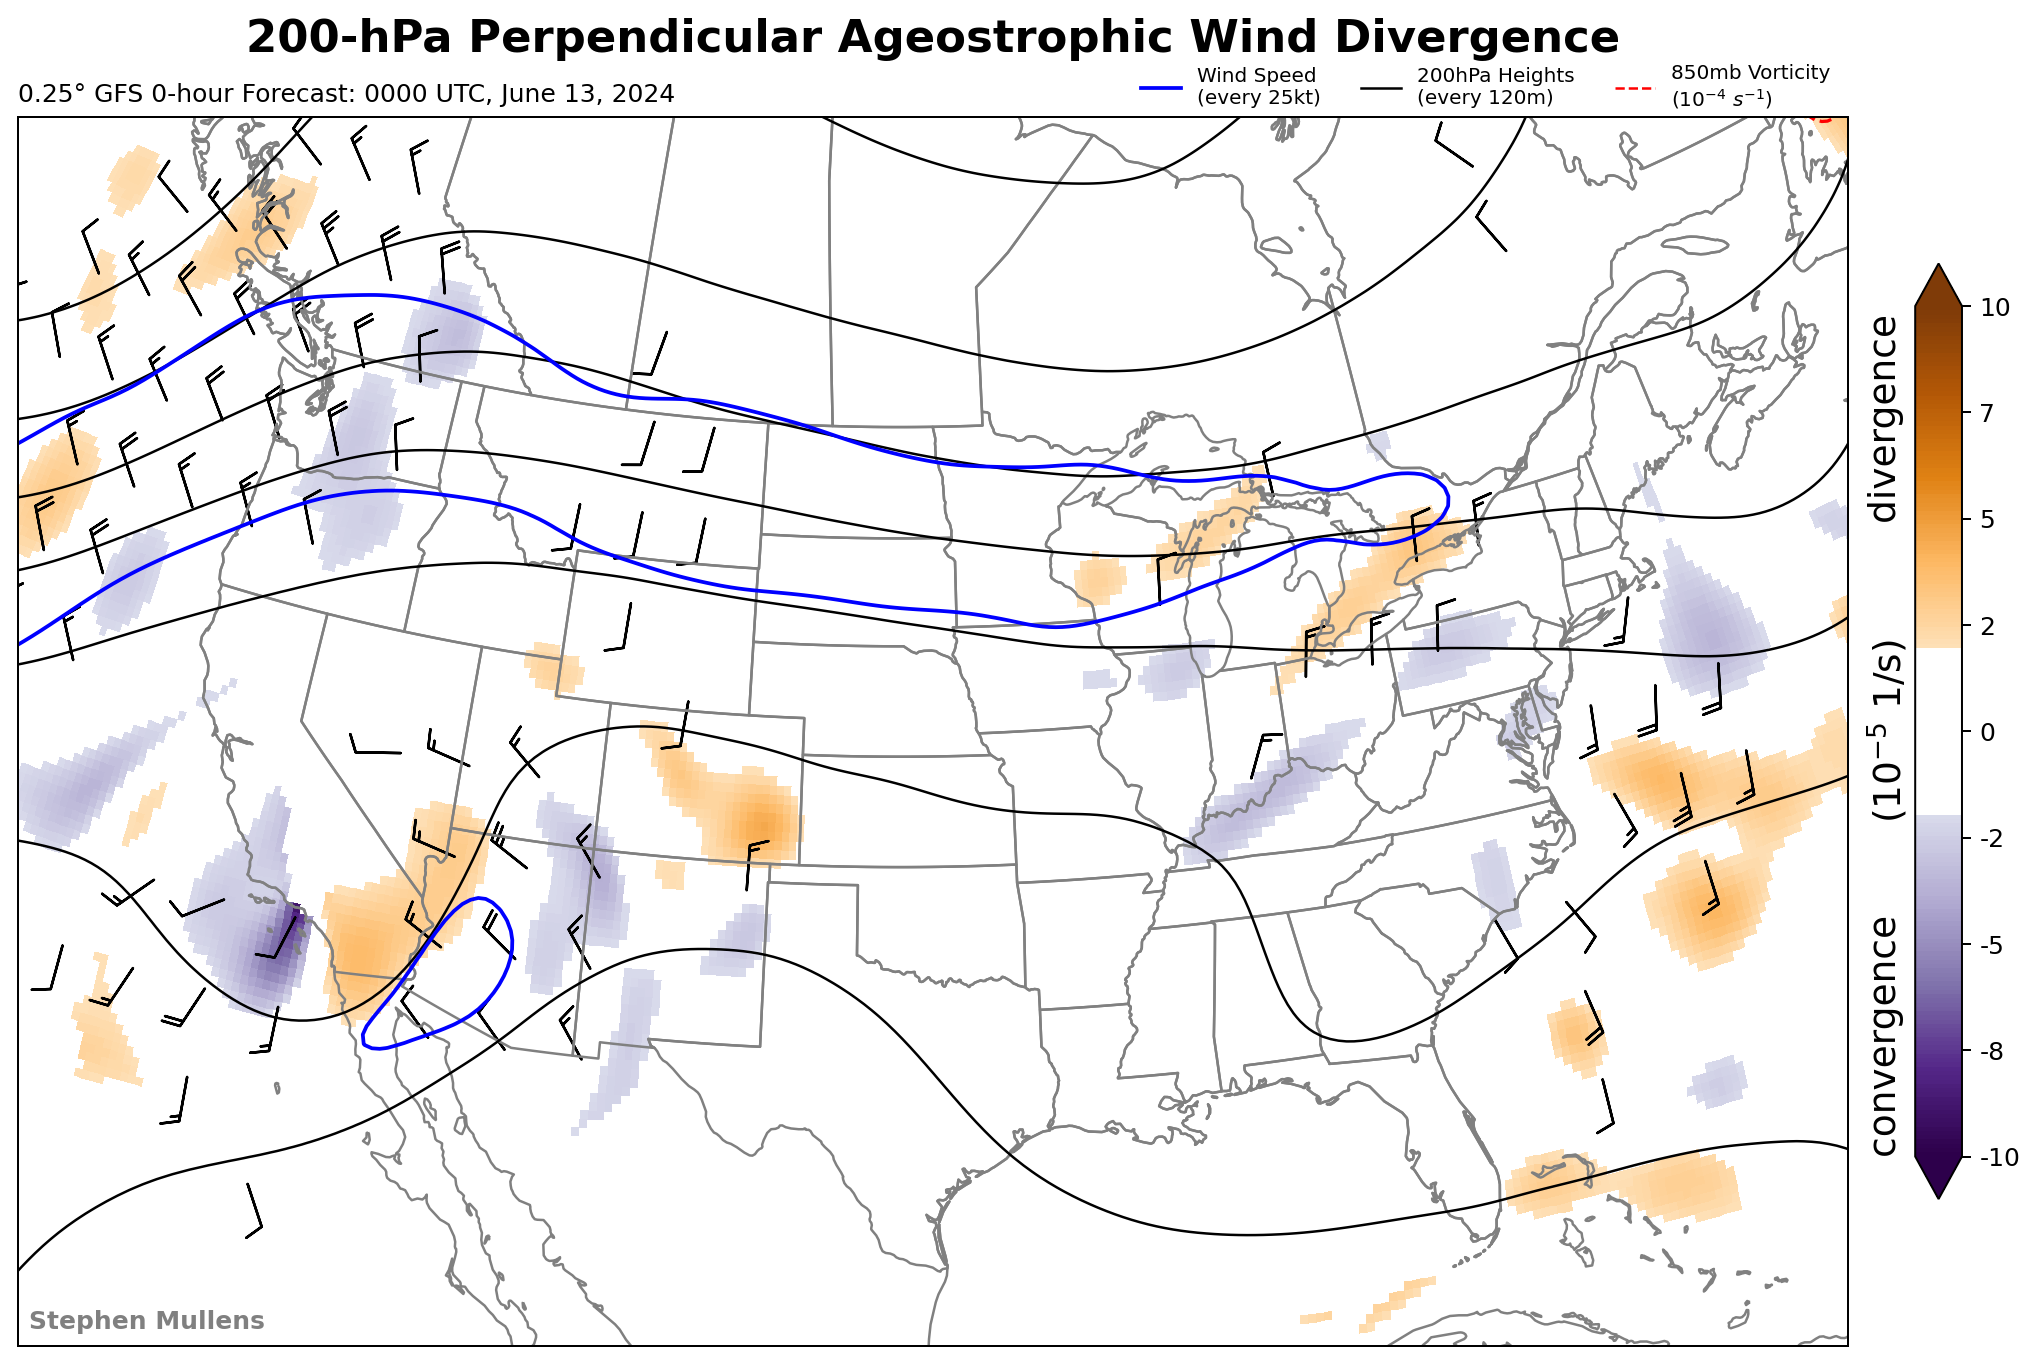 200-hPa Perpendicular Ageostrophic Wind Divergence
0.25° GFS 0-hour Forecast: 0000 UTC, June 13, 2024
Wind Speed
(every 25kt)
200hPa Heights
(every 120m)
850mb Vorticity
(10⁻⁴ s⁻¹)
10
7
5
2
0
-2
-5
-8
-10
convergence (10⁻⁵ 1/s) divergence
Stephen Mullens